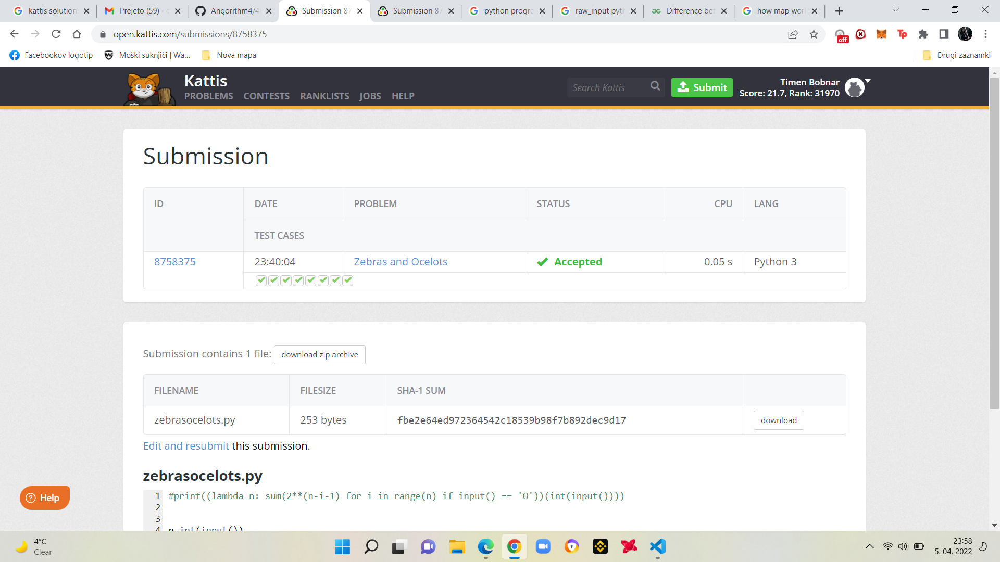 kattis solution
Prejeto (59) - t
Angorithm4/4
Submission 87
Submission 87
python progre
raw_input pyth
Difference bet
how map wor
open.kattis.com/submissions/8758375
off
Tp
Facebookov logotip
Moški suknjiči | Wa...
Nova mapa
Drugi zaznamki
Kattis
PROBLEMS CONTESTS RANKLISTS JOBS HELP
Search Kattis
Submit
Timen Bobnar
Score: 21.7, Rank: 31970
Submission
ID DATE PROBLEM STATUS CPU LANG
TEST CASES
8758375 23:40:04 Zebras and Ocelots Accepted 0.05 s Python 3
Submission contains 1 file: download zip archive
FILENAME FILESIZE SHA-1 SUM
zebrasocelots.py 253 bytes fbe2e64ed972364542c18539b98f7b892dec9d17 download
Edit and resubmit this submission.
zebrasocelots.py
1 #print((lambda n: sum(2**(n-i-1) for i in range(n) if input() == 'O'))(int(input())))
2
3
4 n=int(input())
Help
4°C
Clear
23:58
5. 04. 2022